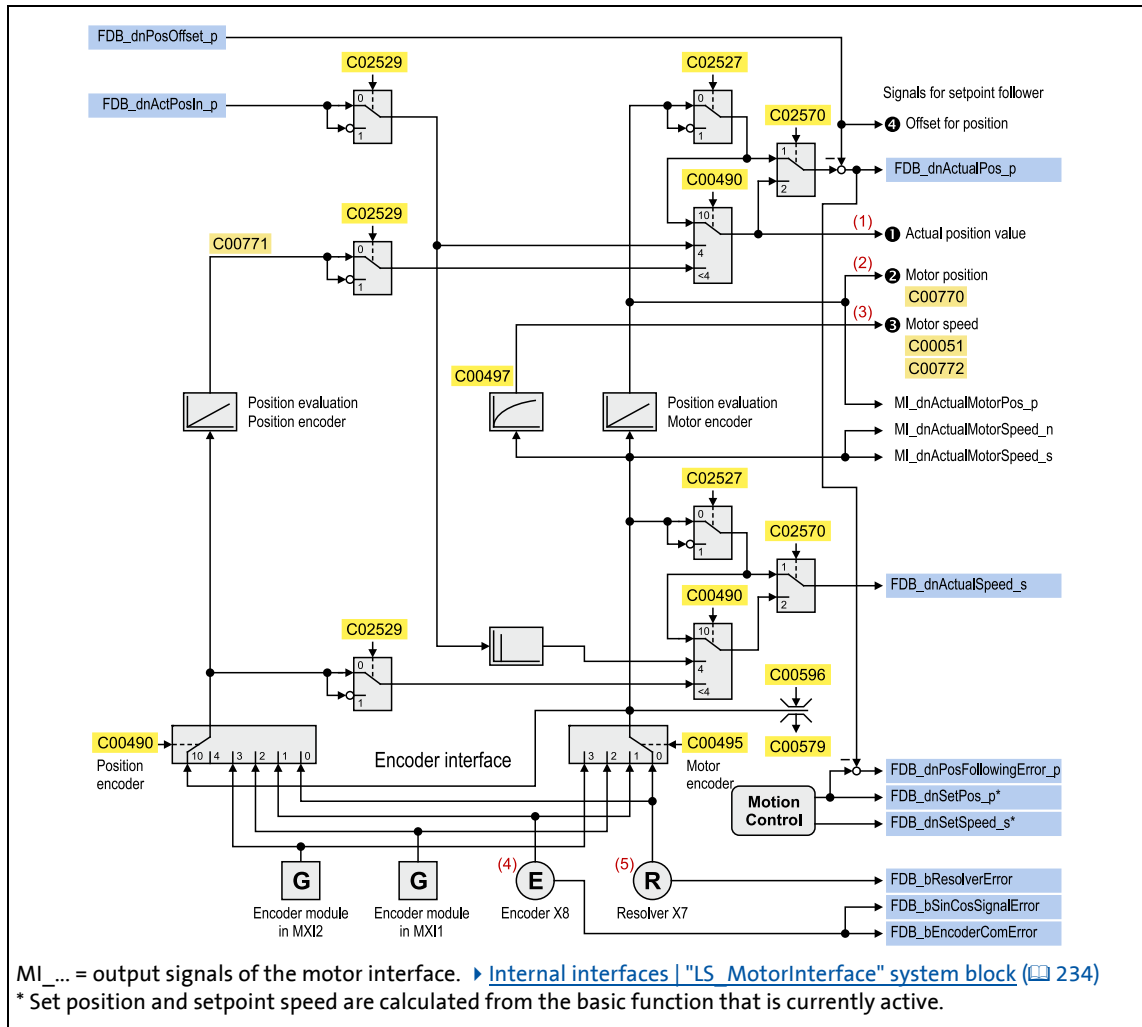 FDB_dnPosOffset_p
C02529
C02527
Signals for setpoint follower
FDB_dnActPosIn_p
0
1
0
1
C02570
❹ Offset for position
1
2
FDB_dnActualPos_p
C00490
C02529
10
4
<4
(1)
❶ Actual position value
C00771
0
1
(2)
❷ Motor position
C00770
(3)
❸ Motor speed
C00051
C00772
C00497
Position evaluation
Position encoder
Position evaluation
Motor encoder
MI_dnActualMotorPos_p
MI_dnActualMotorSpeed_n
MI_dnActualMotorSpeed_s
C02527
0
1
C02570
1
2
FDB_dnActualSpeed_s
C00490
10
4
<4
C02529
0
1
C00596
C00579
C00490
Position
encoder
10 4 3 2 1 0
Encoder interface
3 2 1 0
C00495
Motor
encoder
FDB_dnPosFollowingError_p
Motion
Control
FDB_dnSetPos_p*
FDB_dnSetSpeed_s*
G
Encoder module
in MXI2
G
Encoder module
in MXI1
(4)
E
Encoder X8
(5)
R
Resolver X7
FDB_bResolverError
FDB_bSinCosSignalError
FDB_bEncoderComError
MI_... = output signals of the motor interface. ▸ Internal interfaces | "LS_MotorInterface" system block (🕮 234)
* Set position and setpoint speed are calculated from the basic function that is currently active.